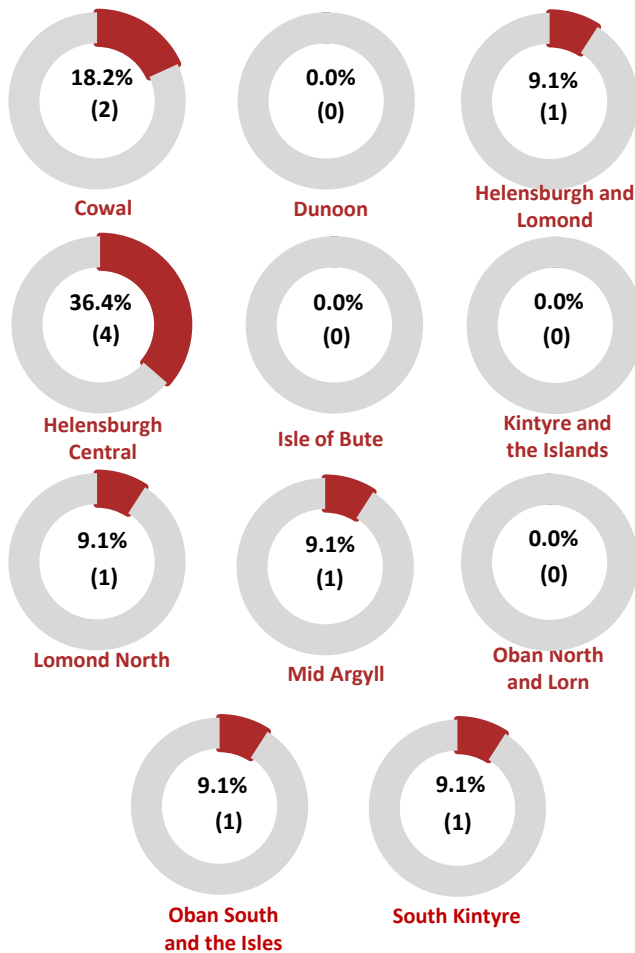 18.2%
(2)
Cowal
0.0%
(0)
Dunoon
9.1%
(1)
Helensburgh and
Lomond
36.4%
(4)
Helensburgh
Central
0.0%
(0)
Isle of Bute
0.0%
(0)
Kintyre and
the Islands
9.1%
(1)
Lomond North
9.1%
(1)
Mid Argyll
0.0%
(0)
Oban North
and Lorn
9.1%
(1)
Oban South
and the Isles
9.1%
(1)
South Kintyre